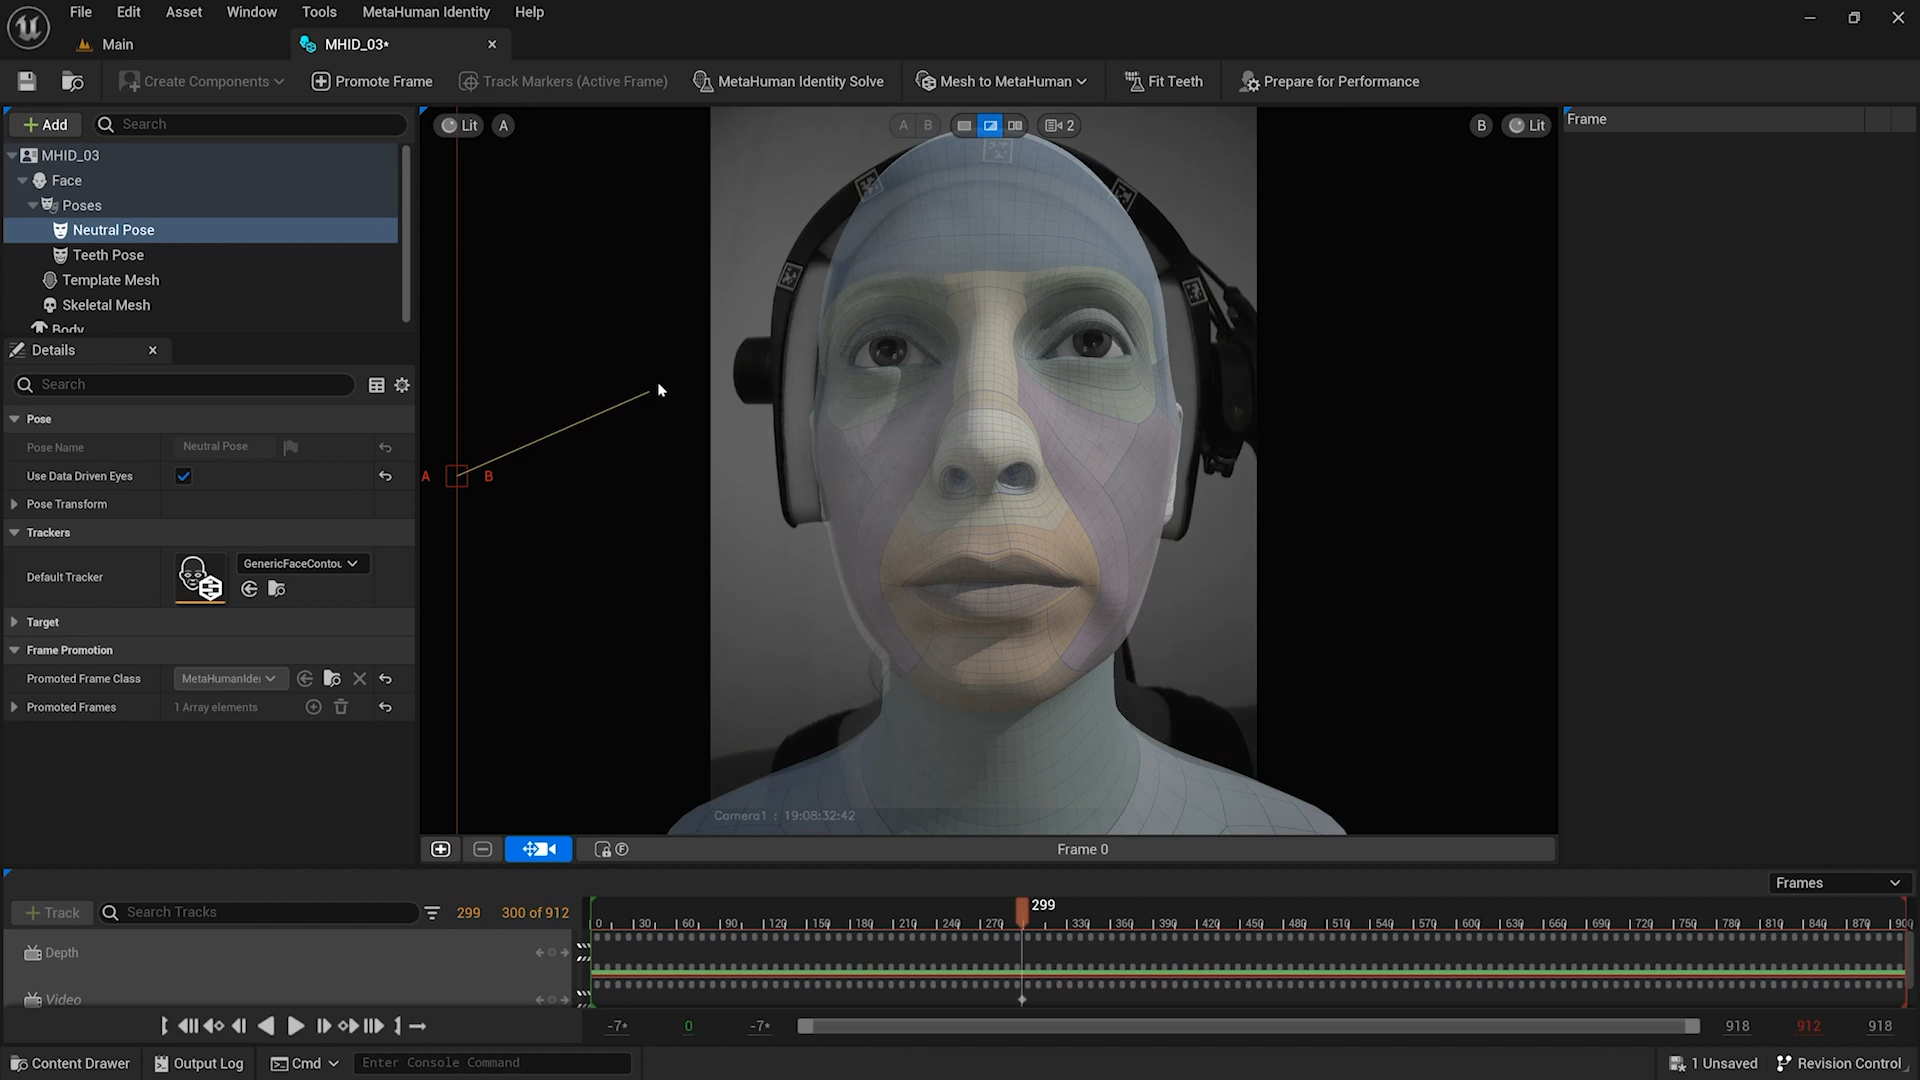 File Edit Asset Window Tools MetaHuman Identity Help
Main
MHID_03*
Create Components
Promote Frame
Track Markers (Active Frame)
MetaHuman Identity Solve
Mesh to MetaHuman
Fit Teeth
Prepare for Performance
Add
Search
MHID_03
Face
Poses
Neutral Pose
Teeth Pose
Template Mesh
Skeletal Mesh
Body
Details
Search
Pose
Pose Name Neutral Pose
Use Data Driven Eyes
Pose Transform
Trackers
Default Tracker GenericFaceContou
Target
Frame Promotion
Promoted Frame Class MetaHumanIde
Promoted Frames 1 Array elements
Lit A
A B
2
B Lit
A B
Camera1 : 19:08:32:42
Frame 0
Frame
Frames
Track
Search Tracks
299 300 of 912
299
0 30 60 90 120 150 180 210 240 270 330 360 390 420 450 480 510 540 570 600 630 660 690 720 750 780 810 840 870 900
Depth
Video
-7* 0 -7* 918 912 918
Content Drawer
Output Log
Cmd
Enter Console Command
1 Unsaved
Revision Control